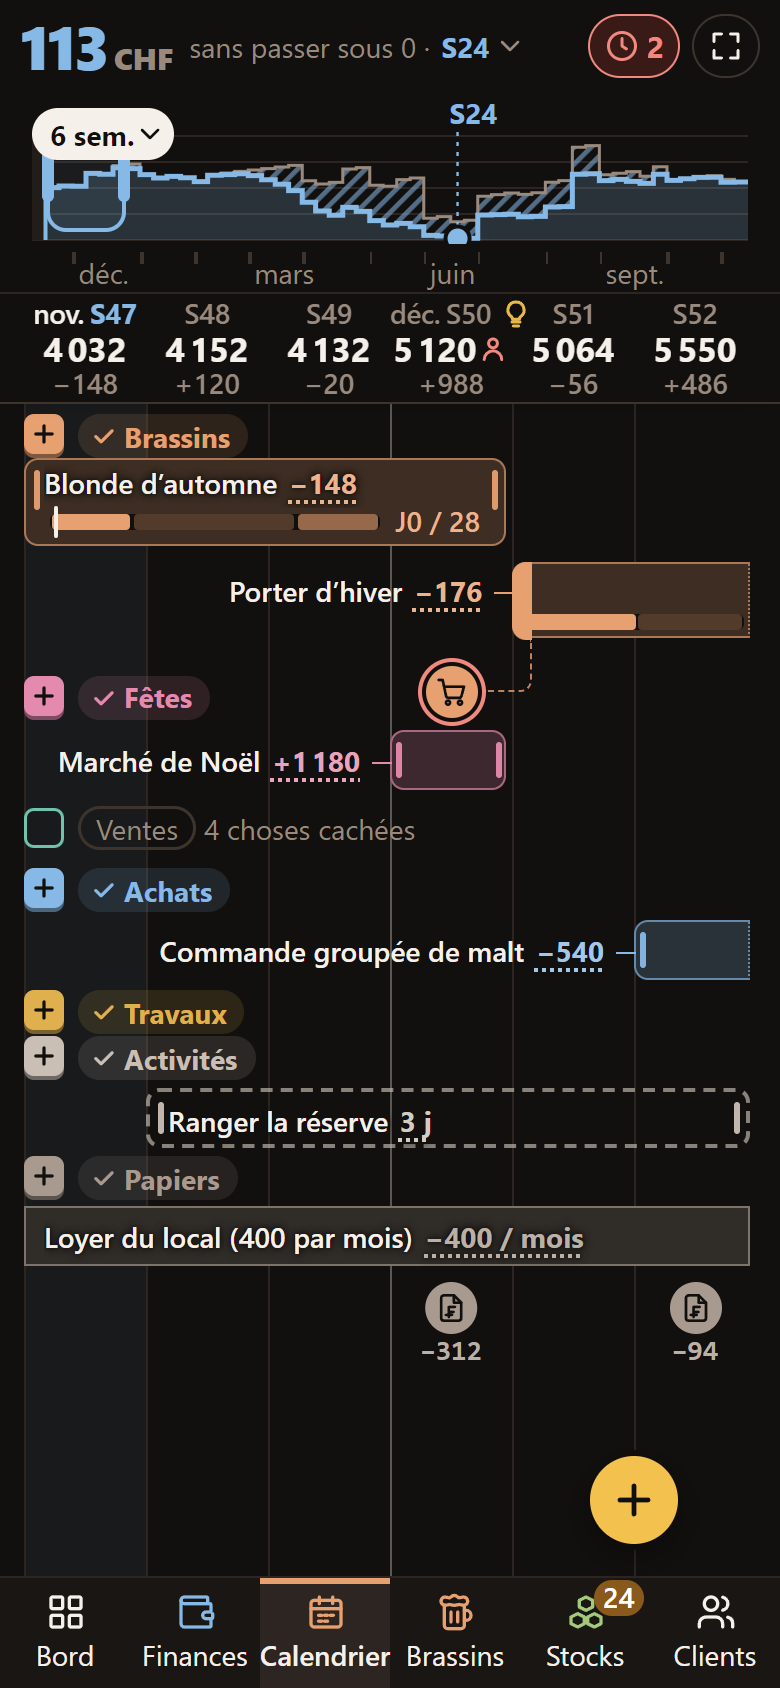 113 CHF sans passer sous 0 · S24
2
S24
6 sem.
déc. mars juin sept.
nov. S47 S48 S49 déc. S50 S51 S52
4 032 4 152 4 132 5 120 5 064 5 550
−148 +120 −20 +988 −56 +486
Brassins
Blonde d’automne −148
J0 / 28
Porter d’hiver −176
Fêtes
Marché de Noël +1 180
Ventes 4 choses cachées
Achats
Commande groupée de malt −540
Travaux
Activités
Ranger la réserve 3 j
Papiers
Loyer du local (400 par mois) −400 / mois
−312 −94
24
Bord Finances Calendrier Brassins Stocks Clients